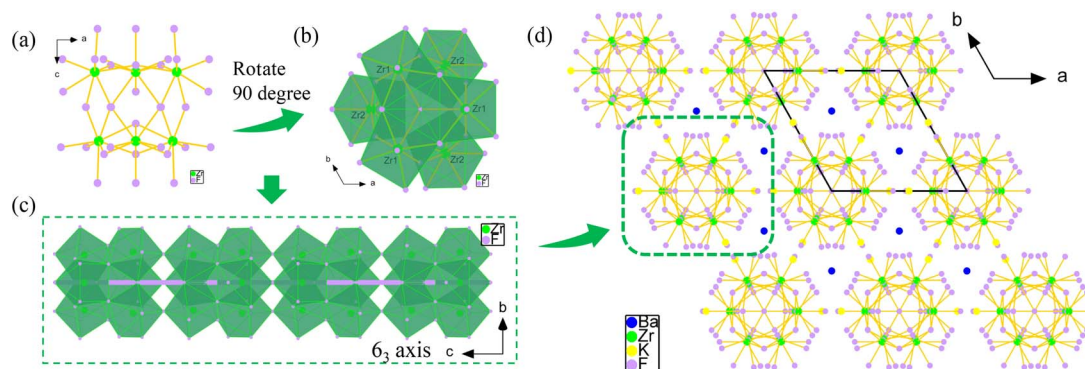 (a)
a
c
Zr
F
Rotate
90 degree
(b)
Zr1
Zr2
Zr2
Zr1
Zr1
Zr2
b
a
Zr
F
(c)
Zr
F
b
c
6₃ axis
(d)
b
a
Ba
Zr
K
F